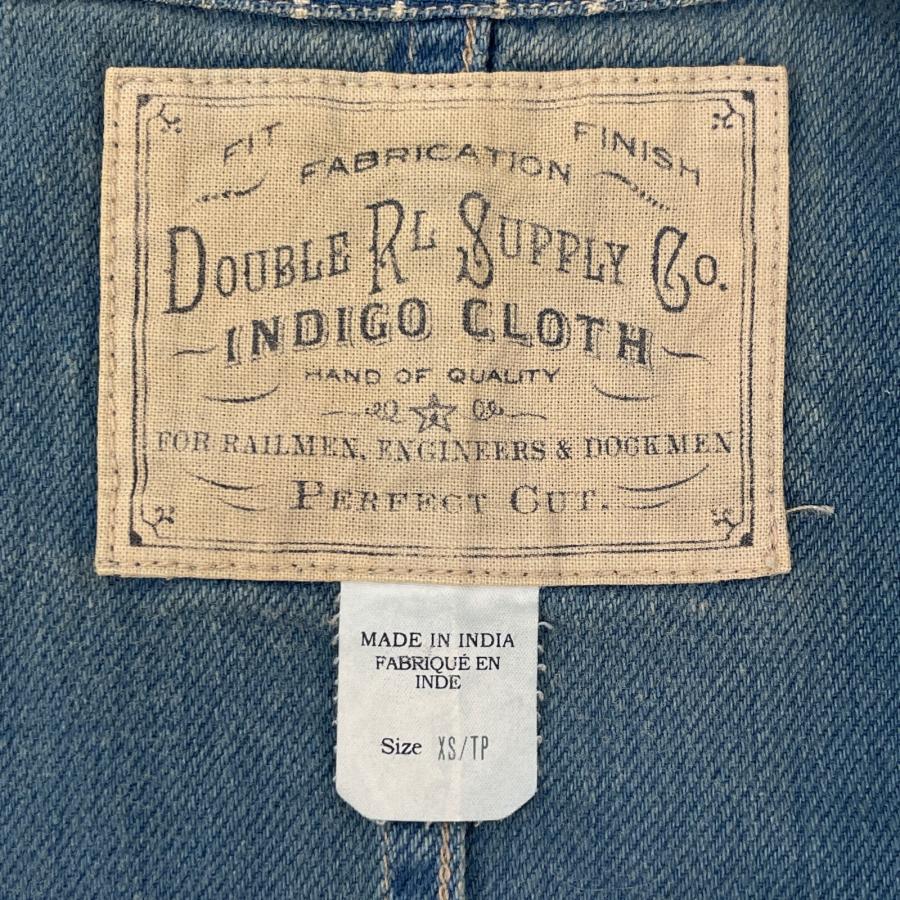 FIT FABRICATION FINISH
DOUBLE RL SUPPLY CO.
INDIGO CLOTH
HAND OF QUALITY
FOR RAILMEN, ENGINEERS & DOCKMEN
PERFECT CUT.
MADE IN INDIA
FABRIQUÉ EN
INDE
Size XS/TP